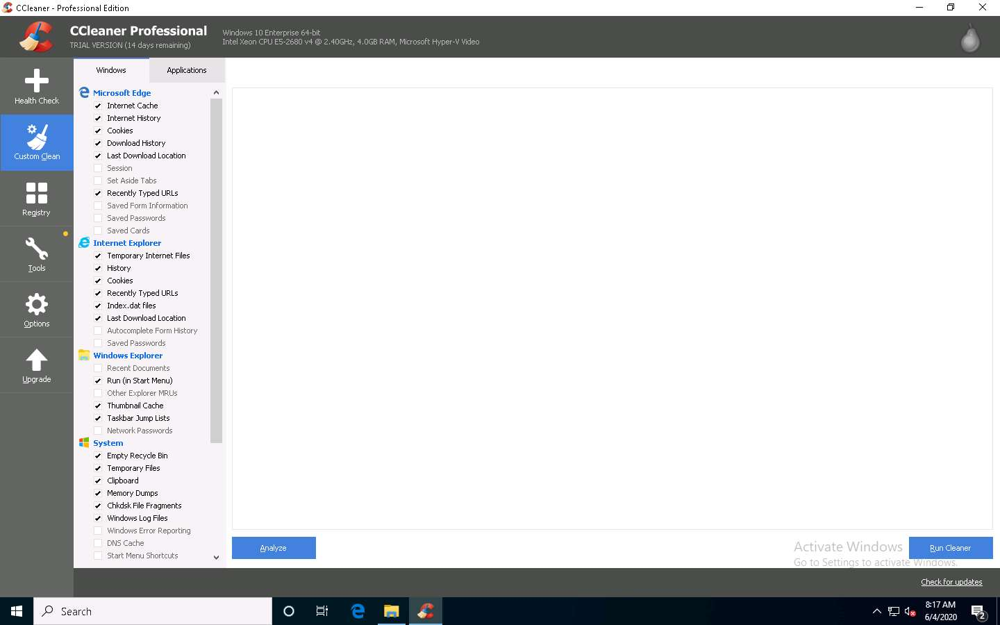 CCleaner - Professional Edition
CCleaner Professional
TRIAL VERSION (14 days remaining)
Windows 10 Enterprise 64-bit
Intel Xeon CPU E5-2680 v4 @ 2.40GHz, 4.0GB RAM, Microsoft Hyper-V Video
Health Check
Custom Clean
Registry
Tools
Options
Upgrade
Windows
Applications
Microsoft Edge
Internet Cache
Internet History
Cookies
Download History
Last Download Location
Session
Set Aside Tabs
Recently Typed URLs
Saved Form Information
Saved Passwords
Saved Cards
Internet Explorer
Temporary Internet Files
History
Cookies
Recently Typed URLs
Index.dat files
Last Download Location
Autocomplete Form History
Saved Passwords
Windows Explorer
Recent Documents
Run (in Start Menu)
Other Explorer MRUs
Thumbnail Cache
Taskbar Jump Lists
Network Passwords
System
Empty Recycle Bin
Temporary Files
Clipboard
Memory Dumps
Chkdsk File Fragments
Windows Log Files
Windows Error Reporting
DNS Cache
Start Menu Shortcuts
Analyze
Activate Windows
Go to Settings to activate Windows.
Run Cleaner
Check for updates
Search
8:17 AM
6/4/2020
2